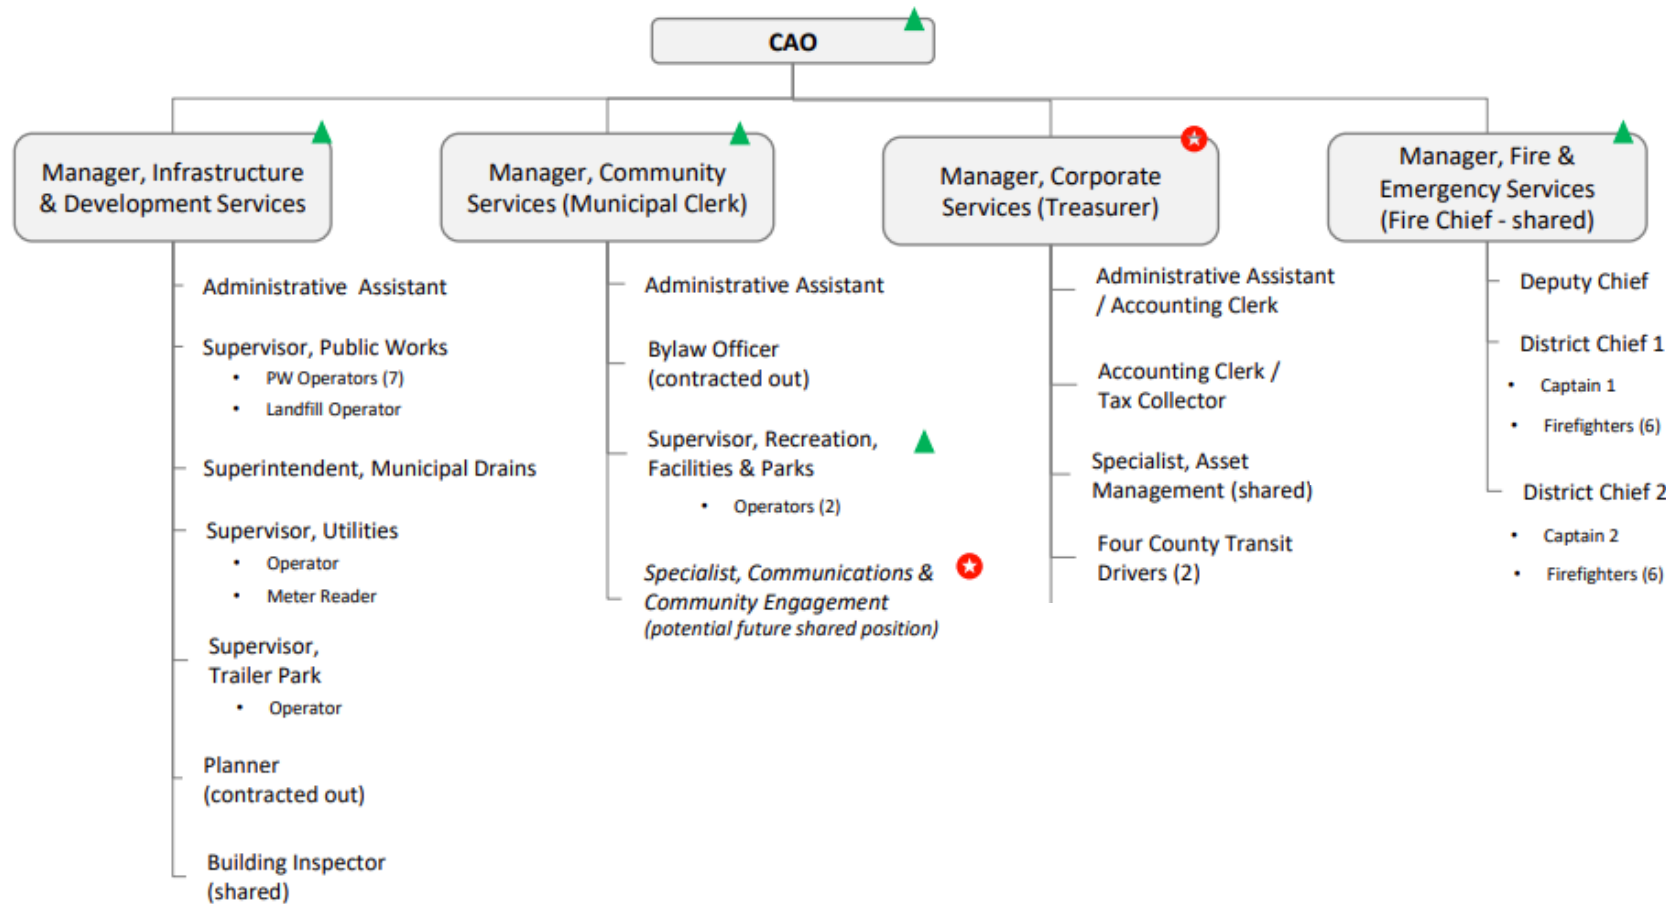 CAO
Manager, Infrastructure
& Development Services
Administrative Assistant
Supervisor, Public Works
• PW Operators (7)
• Landfill Operator
Superintendent, Municipal Drains
Supervisor, Utilities
• Operator
• Meter Reader
Supervisor,
Trailer Park
• Operator
Planner
(contracted out)
Building Inspector
(shared)
Manager, Community
Services (Municipal Clerk)
Administrative Assistant
Bylaw Officer
(contracted out)
Supervisor, Recreation,
Facilities & Parks
• Operators (2)
Specialist, Communications &
Community Engagement
(potential future shared position)
Manager, Corporate
Services (Treasurer)
Administrative Assistant
/ Accounting Clerk
Accounting Clerk /
Tax Collector
Specialist, Asset
Management (shared)
Four County Transit
Drivers (2)
Manager, Fire &
Emergency Services
(Fire Chief - shared)
Deputy Chief
District Chief 1
• Captain 1
• Firefighters (6)
District Chief 2
• Captain 2
• Firefighters (6)